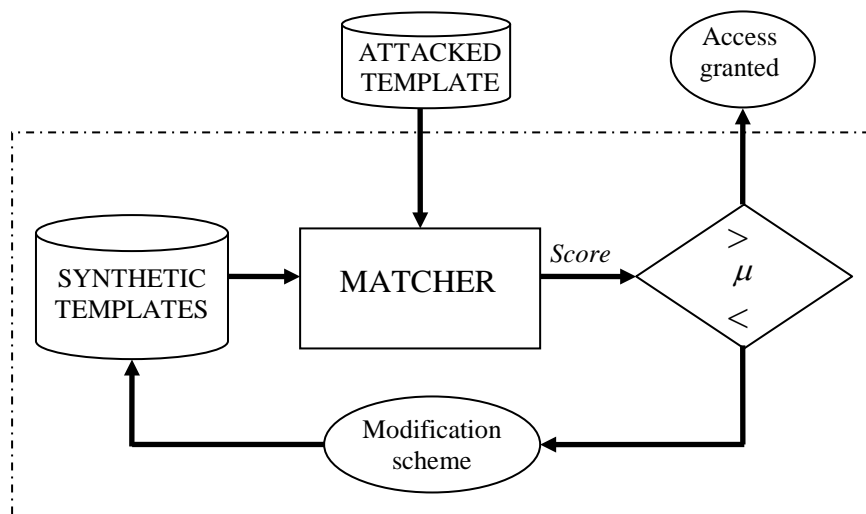 ATTACKED
TEMPLATE
Access
granted
SYNTHETIC
TEMPLATES
MATCHER
Score
>
μ
<
Modification
scheme